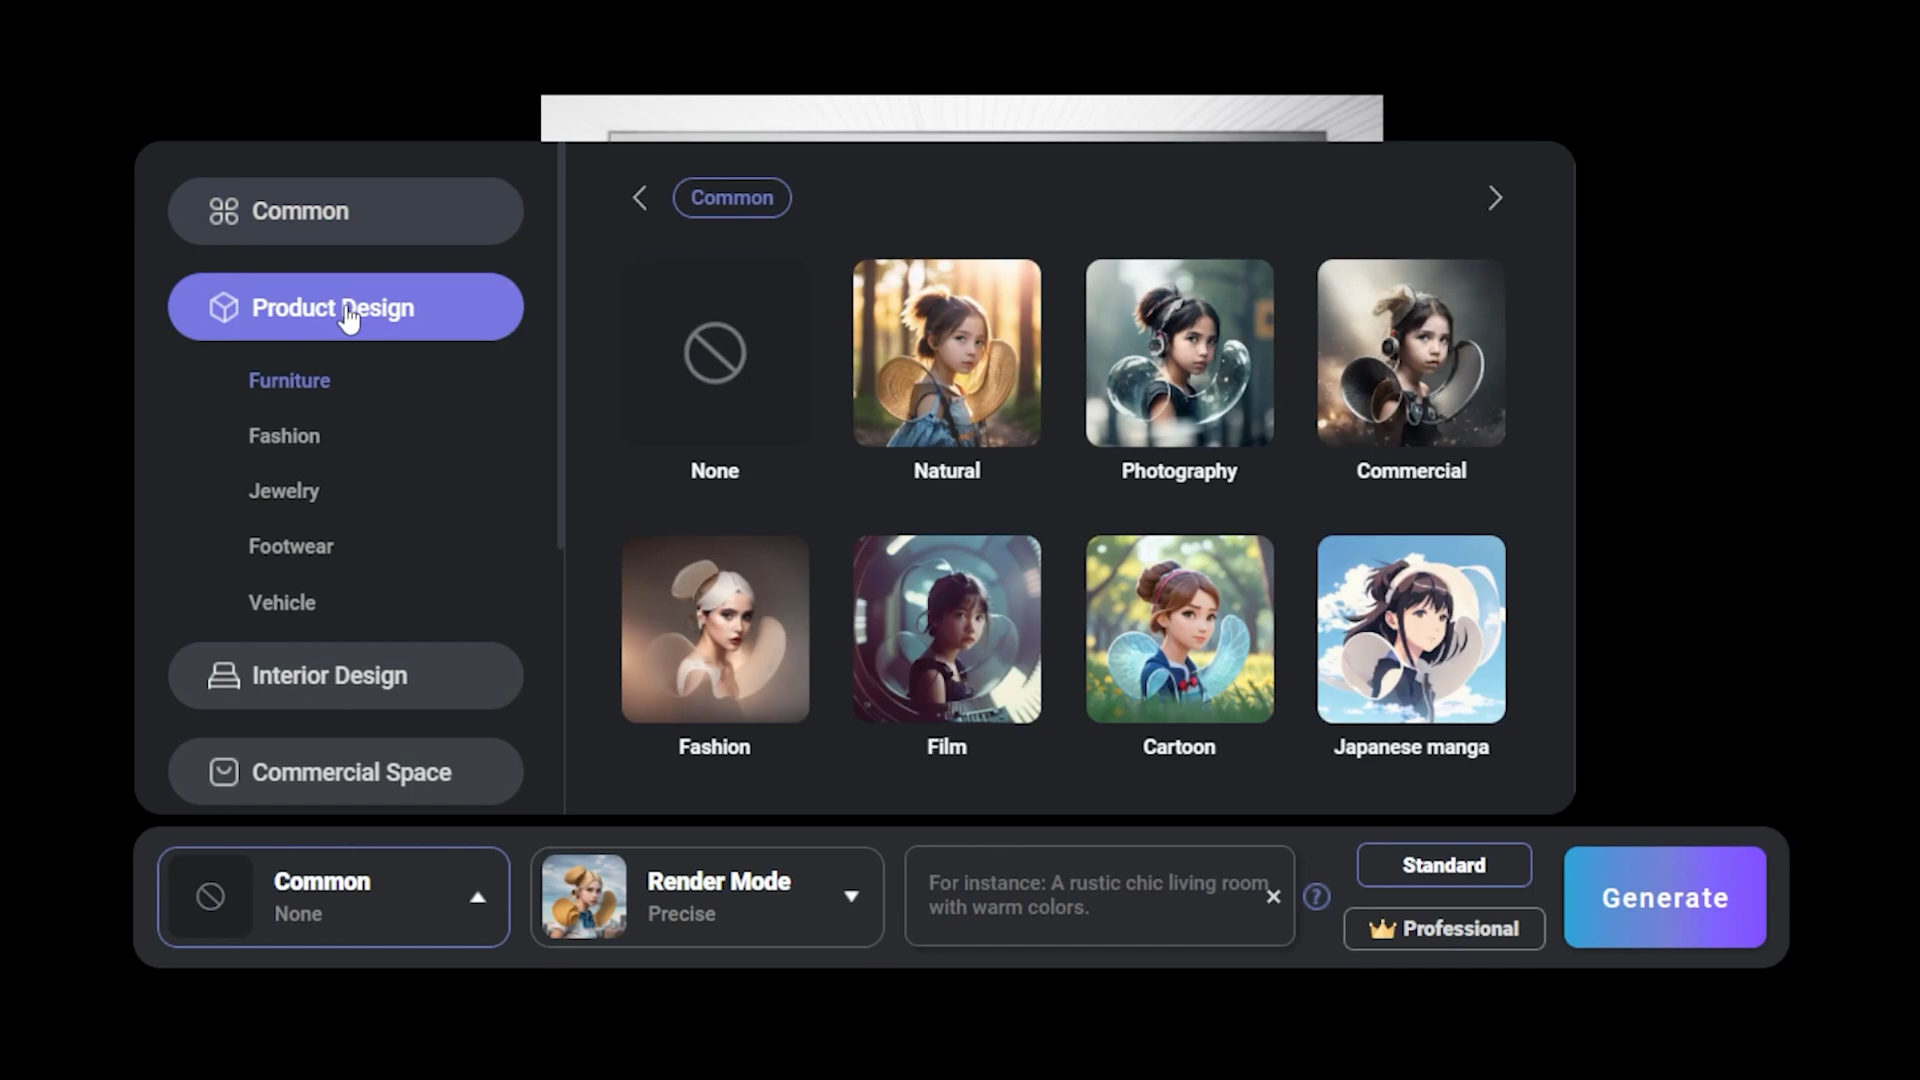 Common
Product Design
Furniture
Fashion
Jewelry
Footwear
Vehicle
Interior Design
Commercial Space
Common
None
Natural
Photography
Commercial
Fashion
Film
Cartoon
Japanese manga
Common
None
Render Mode
Precise
For instance: A rustic chic living room
with warm colors.
?
Standard
Professional
Generate